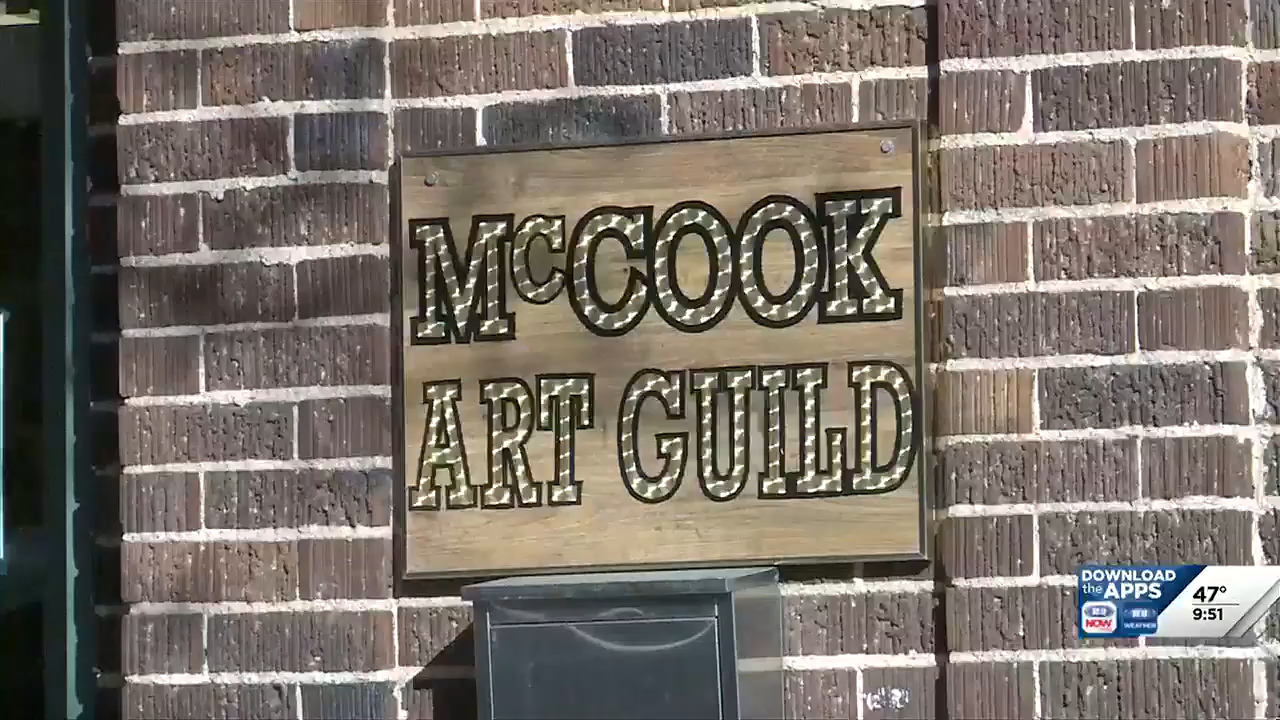 McCOOK
ART GUILD
DOWNLOAD
the APPS
47°
NOW
WEATHER
9:51